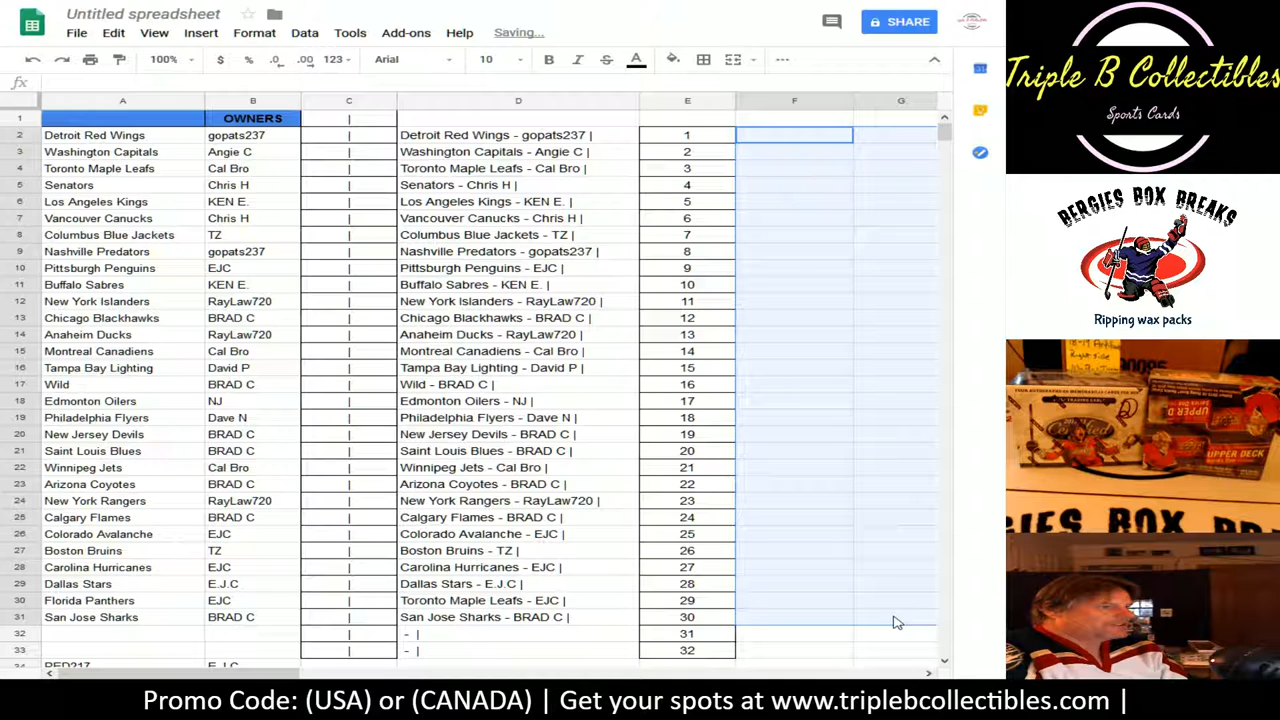 Untitled spreadsheet
File Edit View Insert Format Data Tools Add-ons Help Saving...
SHARE
100% $ % .0 .00 123 Arial 10 B I S A ...
fx
A B C D E F G
1 OWNERS |
2 Detroit Red Wings gopats237 | Detroit Red Wings - gopats237 | 1
3 Washington Capitals Angie C | Washington Capitals - Angie C | 2
4 Toronto Maple Leafs Cal Bro | Toronto Maple Leafs - Cal Bro | 3
5 Senators Chris H | Senators - Chris H | 4
6 Los Angeles Kings KEN E. | Los Angeles Kings - KEN E. | 5
7 Vancouver Canucks Chris H | Vancouver Canucks - Chris H | 6
8 Columbus Blue Jackets TZ | Columbus Blue Jackets - TZ | 7
9 Nashville Predators gopats237 | Nashville Predators - gopats237 | 8
10 Pittsburgh Penguins EJC | Pittsburgh Penguins - EJC | 9
11 Buffalo Sabres KEN E. | Buffalo Sabres - KEN E. | 10
12 New York Islanders RayLaw720 | New York Islanders - RayLaw720 | 11
13 Chicago Blackhawks BRAD C | Chicago Blackhawks - BRAD C | 12
14 Anaheim Ducks RayLaw720 | Anaheim Ducks - RayLaw720 | 13
15 Montreal Canadiens Cal Bro | Montreal Canadiens - Cal Bro | 14
16 Tampa Bay Lighting David P | Tampa Bay Lighting - David P | 15
17 Wild BRAD C | Wild - BRAD C | 16
18 Edmonton Oilers NJ | Edmonton Oilers - NJ | 17
19 Philadelphia Flyers Dave N | Philadelphia Flyers - Dave N | 18
20 New Jersey Devils BRAD C | New Jersey Devils - BRAD C | 19
21 Saint Louis Blues BRAD C | Saint Louis Blues - BRAD C | 20
22 Winnipeg Jets Cal Bro | Winnipeg Jets - Cal Bro | 21
23 Arizona Coyotes BRAD C | Arizona Coyotes - BRAD C | 22
24 New York Rangers RayLaw720 | New York Rangers - RayLaw720 | 23
25 Calgary Flames BRAD C | Calgary Flames - BRAD C | 24
26 Colorado Avalanche EJC | Colorado Avalanche - EJC | 25
27 Boston Bruins TZ | Boston Bruins - TZ | 26
28 Carolina Hurricanes EJC | Carolina Hurricanes - EJC | 27
29 Dallas Stars E.J.C | Dallas Stars - E.J.C | 28
30 Florida Panthers EJC | Toronto Maple Leafs - EJC | 29
31 San Jose Sharks BRAD C | San Jose Sharks - BRAD C | 30
32 | - | 31
33 | - | 32
Triple B Collectibles
Sports Cards
BERGIES BOX BREAKS
Ripping wax packs
UPPER D
UPPER DECK
BERGIES BOX BREAKS
Promo Code: (USA) or (CANADA) | Get your spots at www.triplebcollectibles.com |